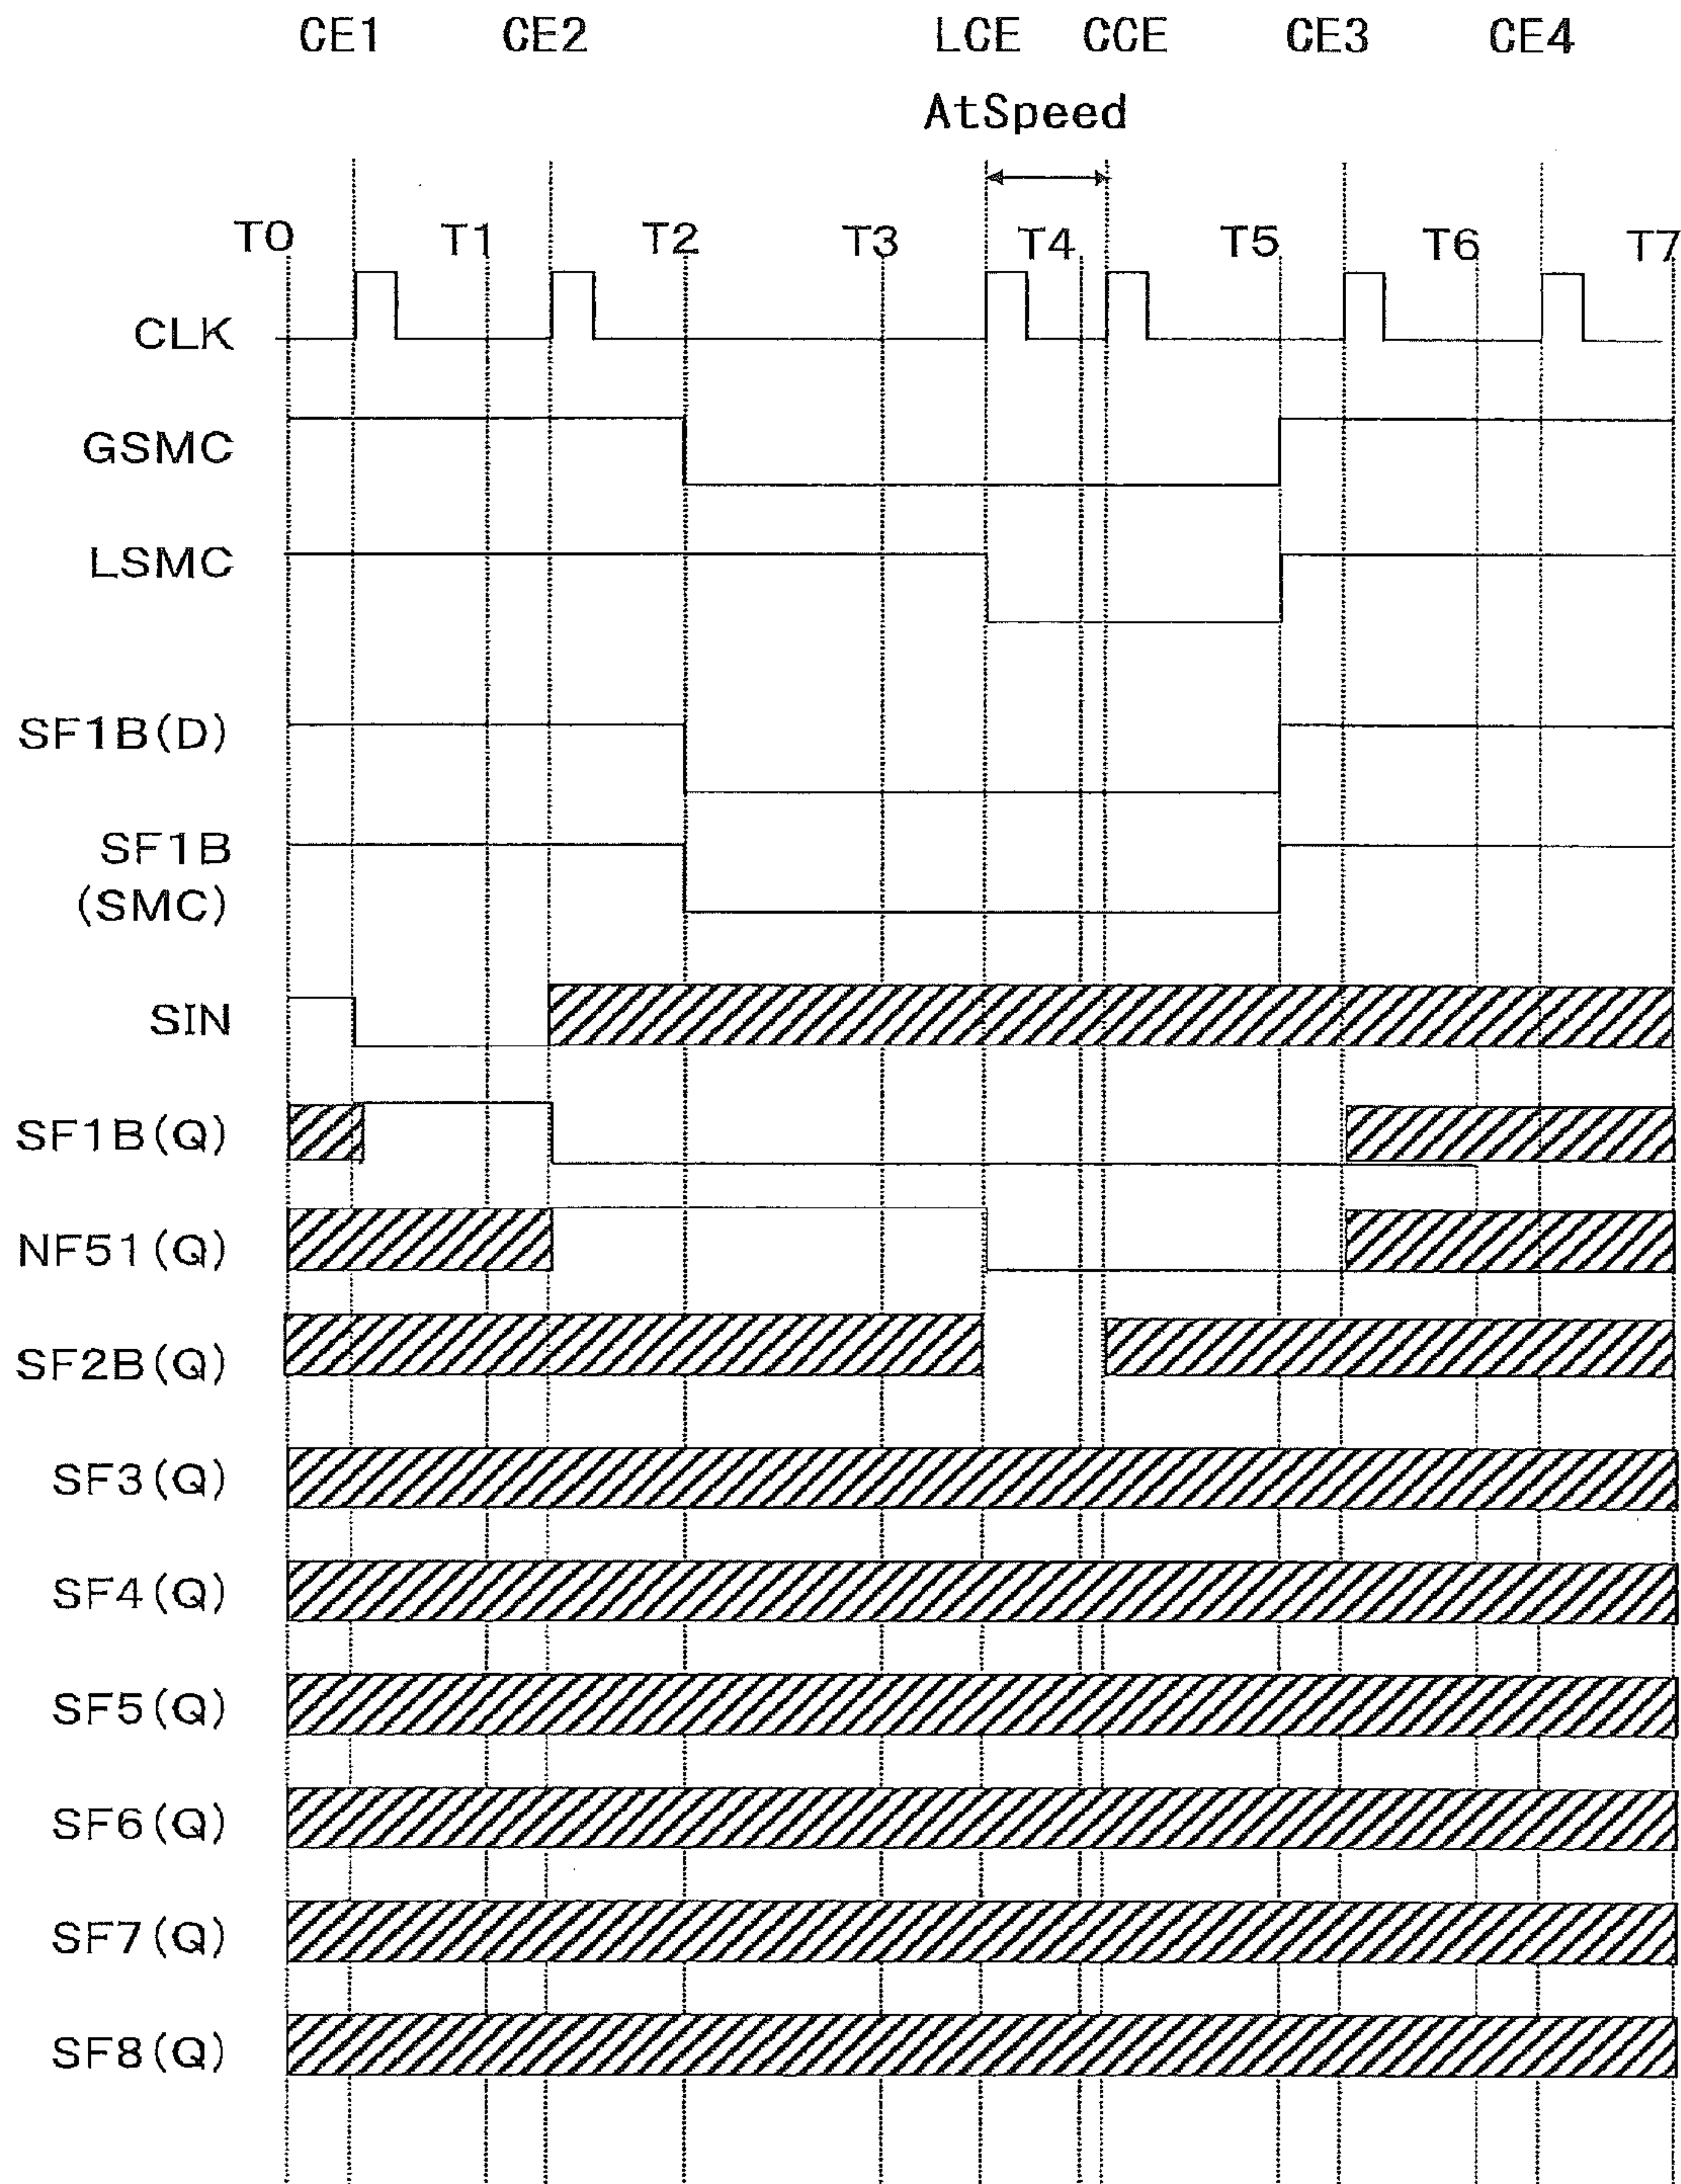 CE1 CE2 LCE CCE CE3 CE4
AtSpeed
T0 T1 T2 T3 T4 T5 T6 T7
CLK
GSMC
LSMC
SF1B(D)
SF1B
(SMC)
SIN
SF1B(Q)
NF51(Q)
SF2B(Q)
SF3(Q)
SF4(Q)
SF5(Q)
SF6(Q)
SF7(Q)
SF8(Q)